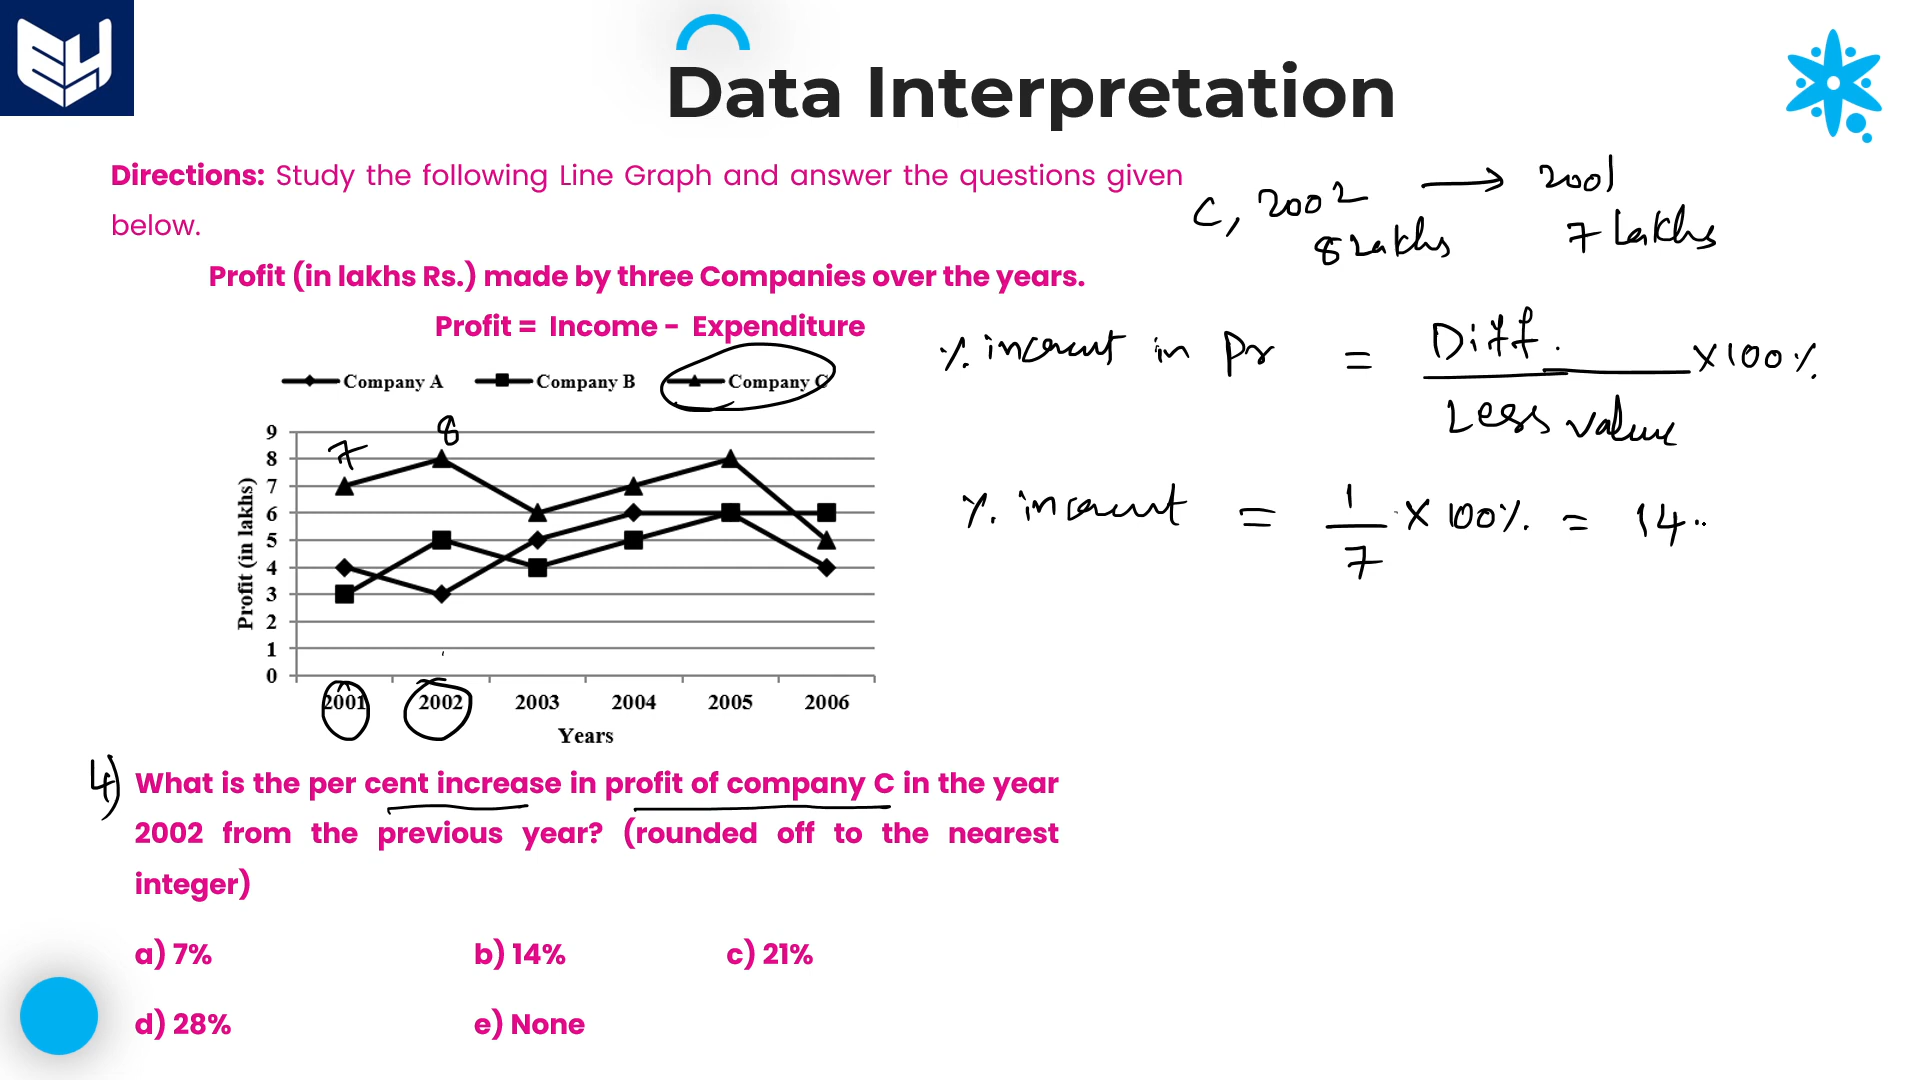 Data Interpretation
Directions: Study the following Line Graph and answer the questions given
below.
C, 2002 → 2001
8 Lakhs 7 Lakhs
Profit (in lakhs Rs.) made by three Companies over the years.
Profit = Income - Expenditure
Company A Company B Company C
% in Pr = Diff. / Less value × 100 %
7 8
9
8
7
6
5
4
3
2
1
0
Profit (in lakhs)
2001 2002 2003 2004 2005 2006
Years
% = 1/7 × 100% = 14..
4) What is the per cent increase in profit of company C in the year
2002 from the previous year? (rounded off to the nearest
integer)
a) 7% b) 14% c) 21%
d) 28% e) None